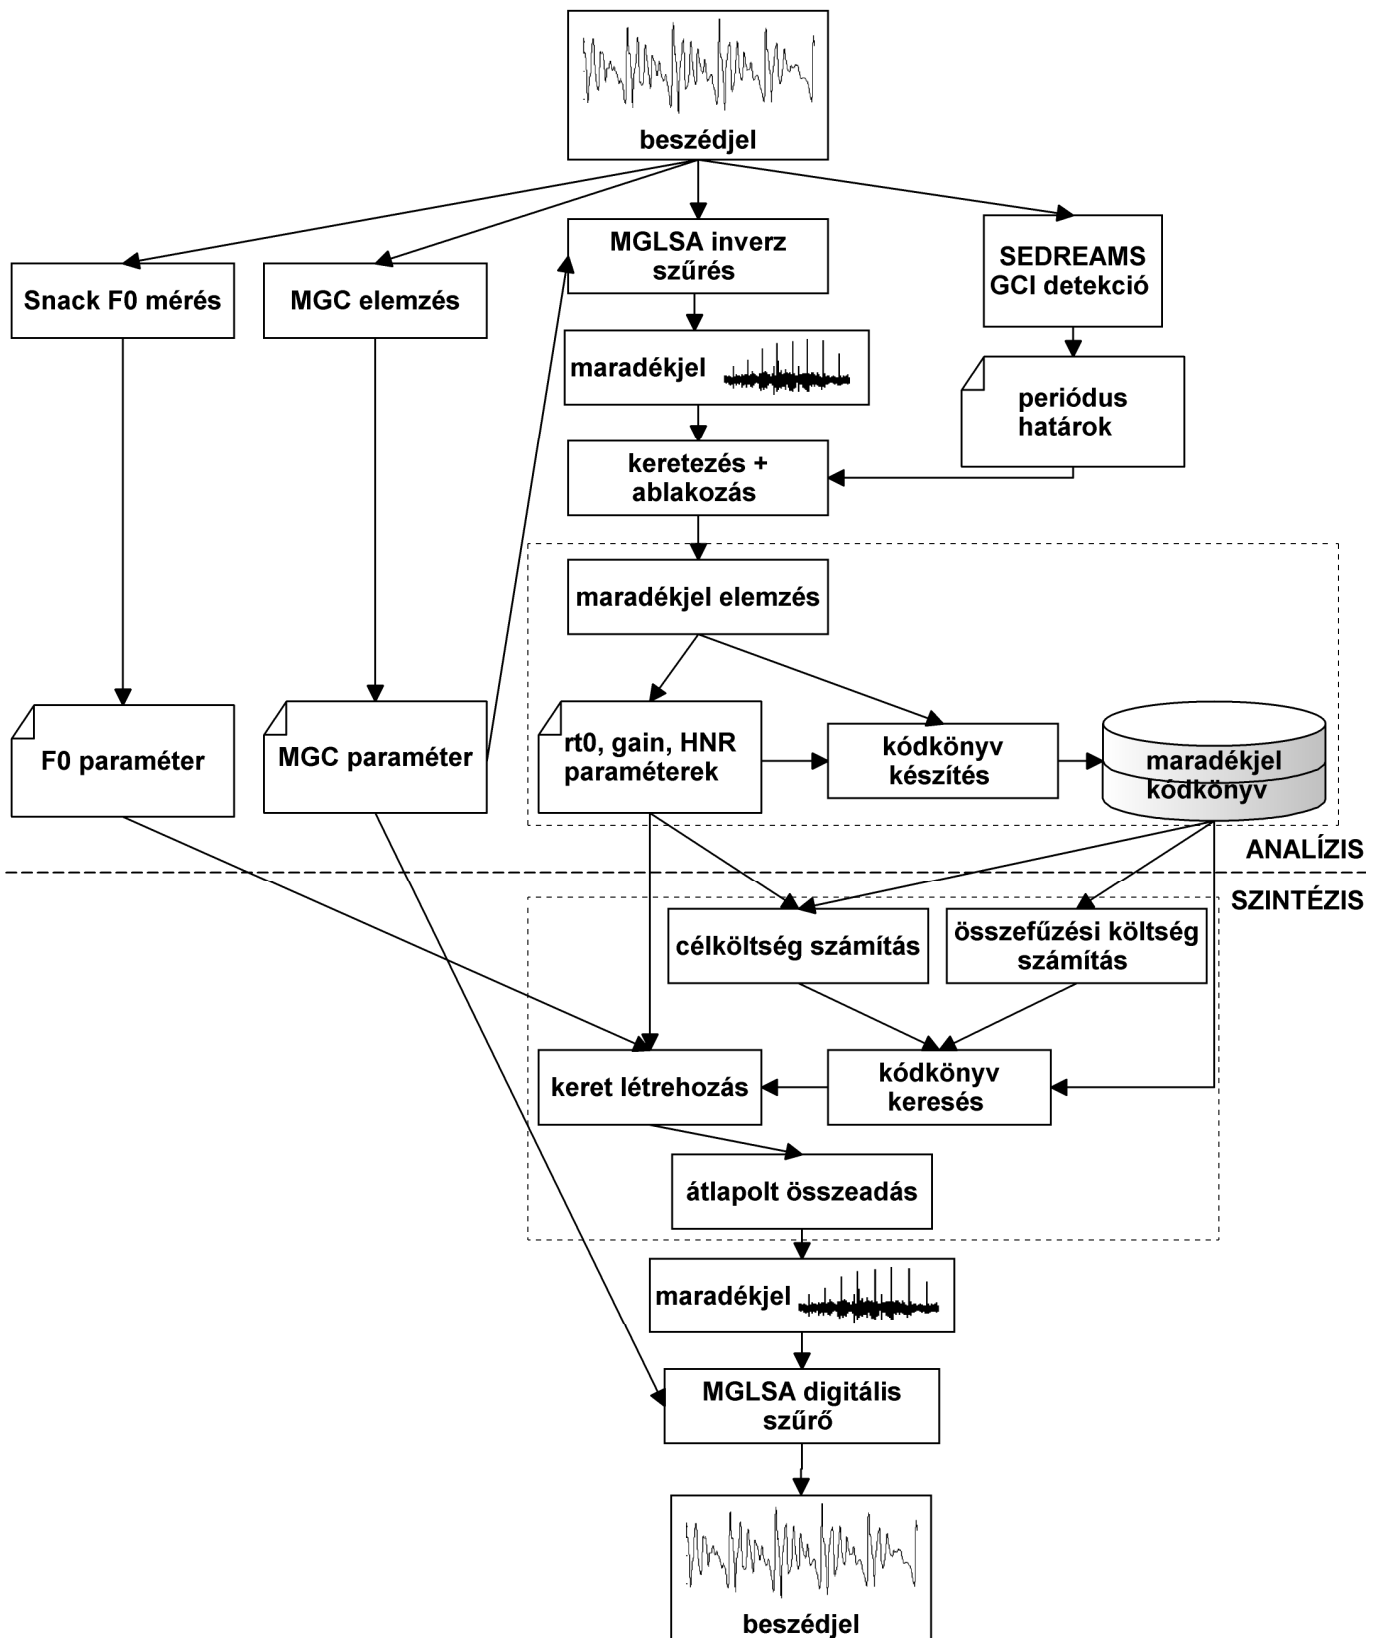 beszédjel
MGLSA inverz
szűrés
SEDREAMS
GCI detekció
Snack F0 mérés
MGC elemzés
maradékjel
periódus
határok
keretezés +
ablakozás
maradékjel elemzés
F0 paraméter
MGC paraméter
rt0, gain, HNR
paraméterek
kódkönyv
készítés
maradékjel
kódkönyv
ANALÍZIS
SZINTÉZIS
célköltség számítás
összefűzési költség
számítás
keret létrehozás
kódkönyv
keresés
átlapolt összeadás
maradékjel
MGLSA digitális
szűrő
beszédjel